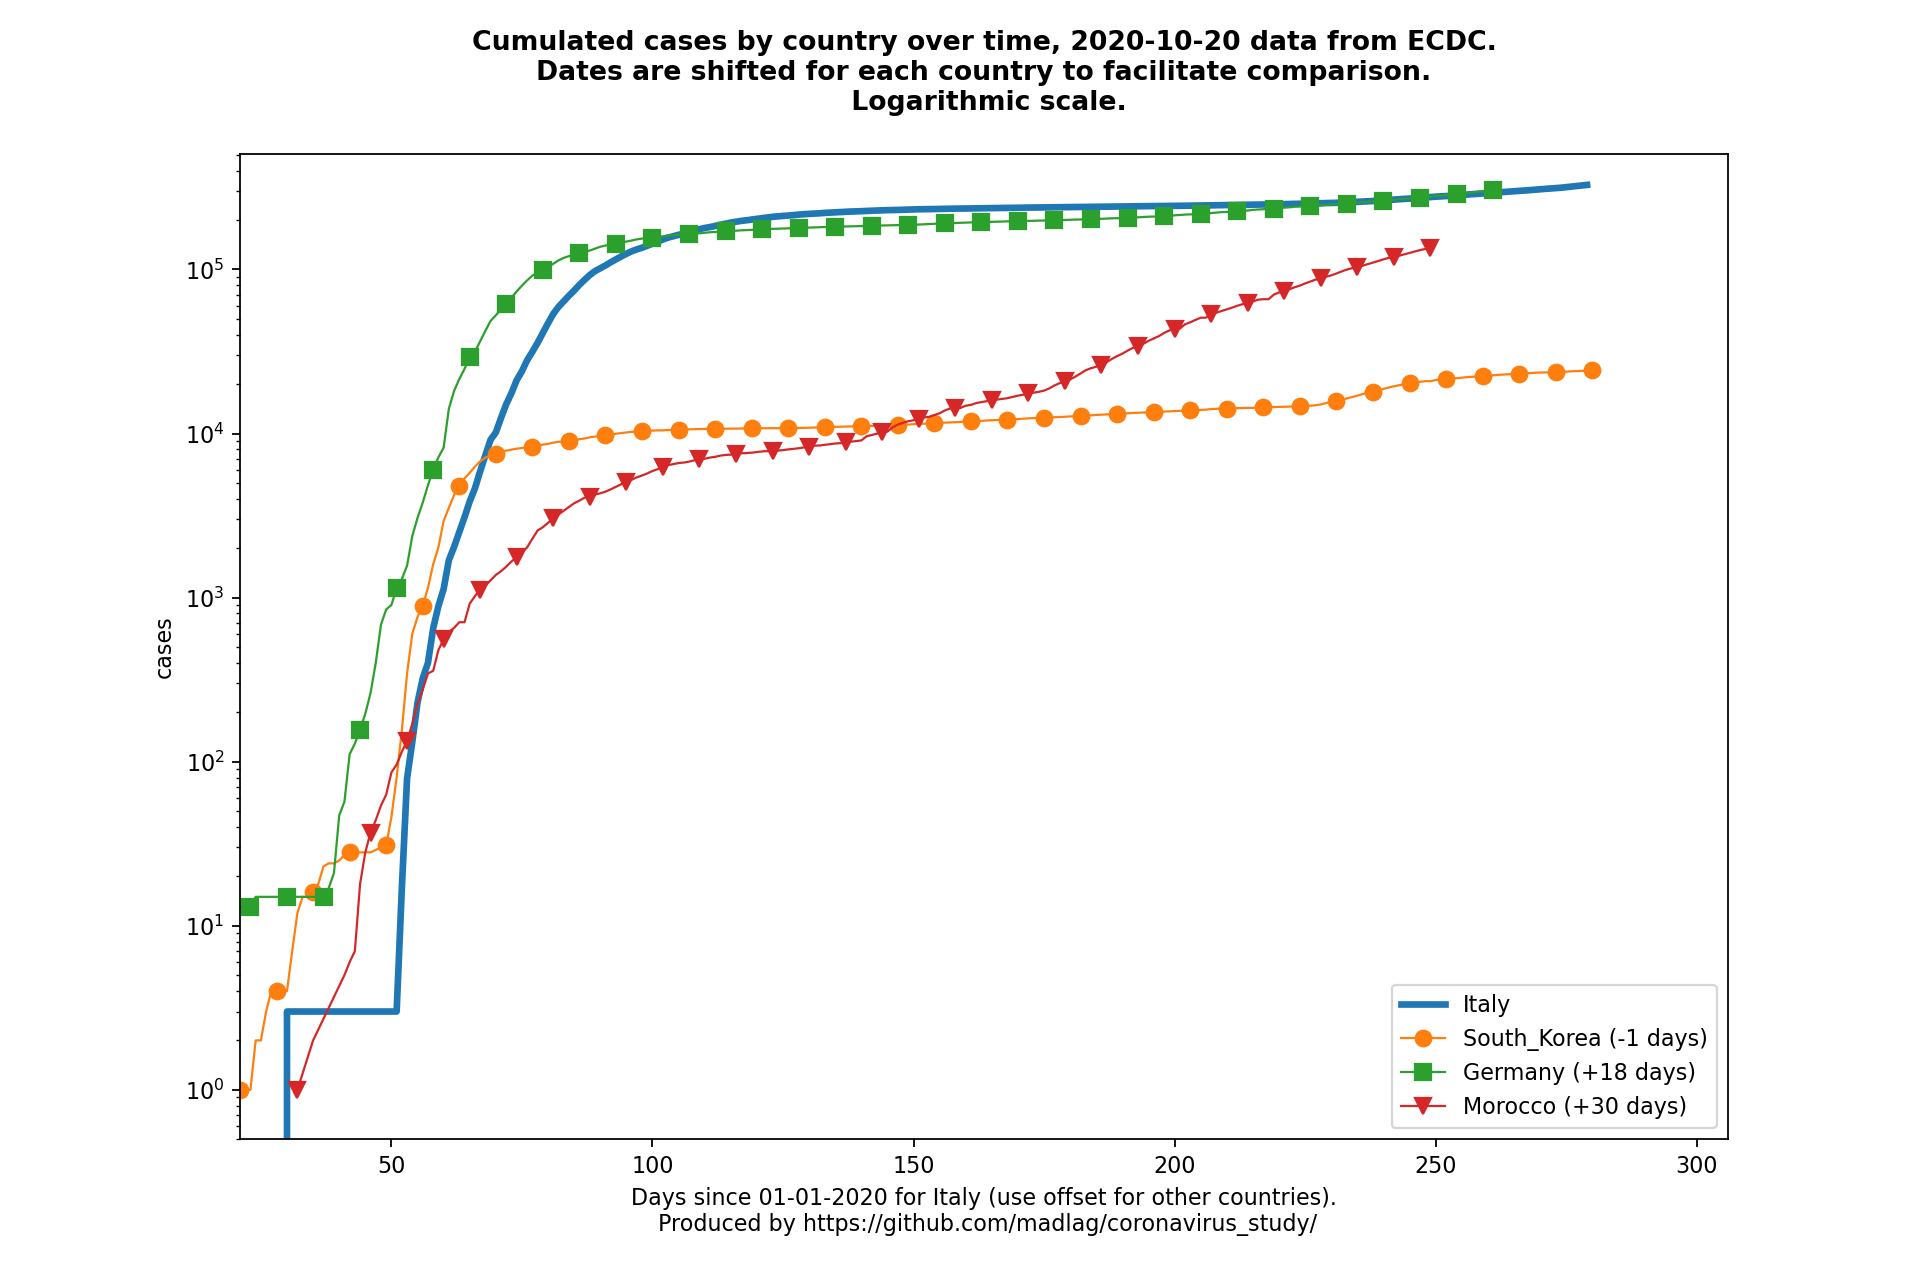 Cumulated cases by country over time, 2020-10-20 data from ECDC.
Dates are shifted for each country to facilitate comparison.
Logarithmic scale.
cases
10^5
10^4
10^3
10^2
10^1
10^0
50 100 150 200 250 300
Italy
South_Korea (-1 days)
Germany (+18 days)
Morocco (+30 days)
Days since 01-01-2020 for Italy (use offset for other countries).
Produced by https://github.com/madlag/coronavirus_study/